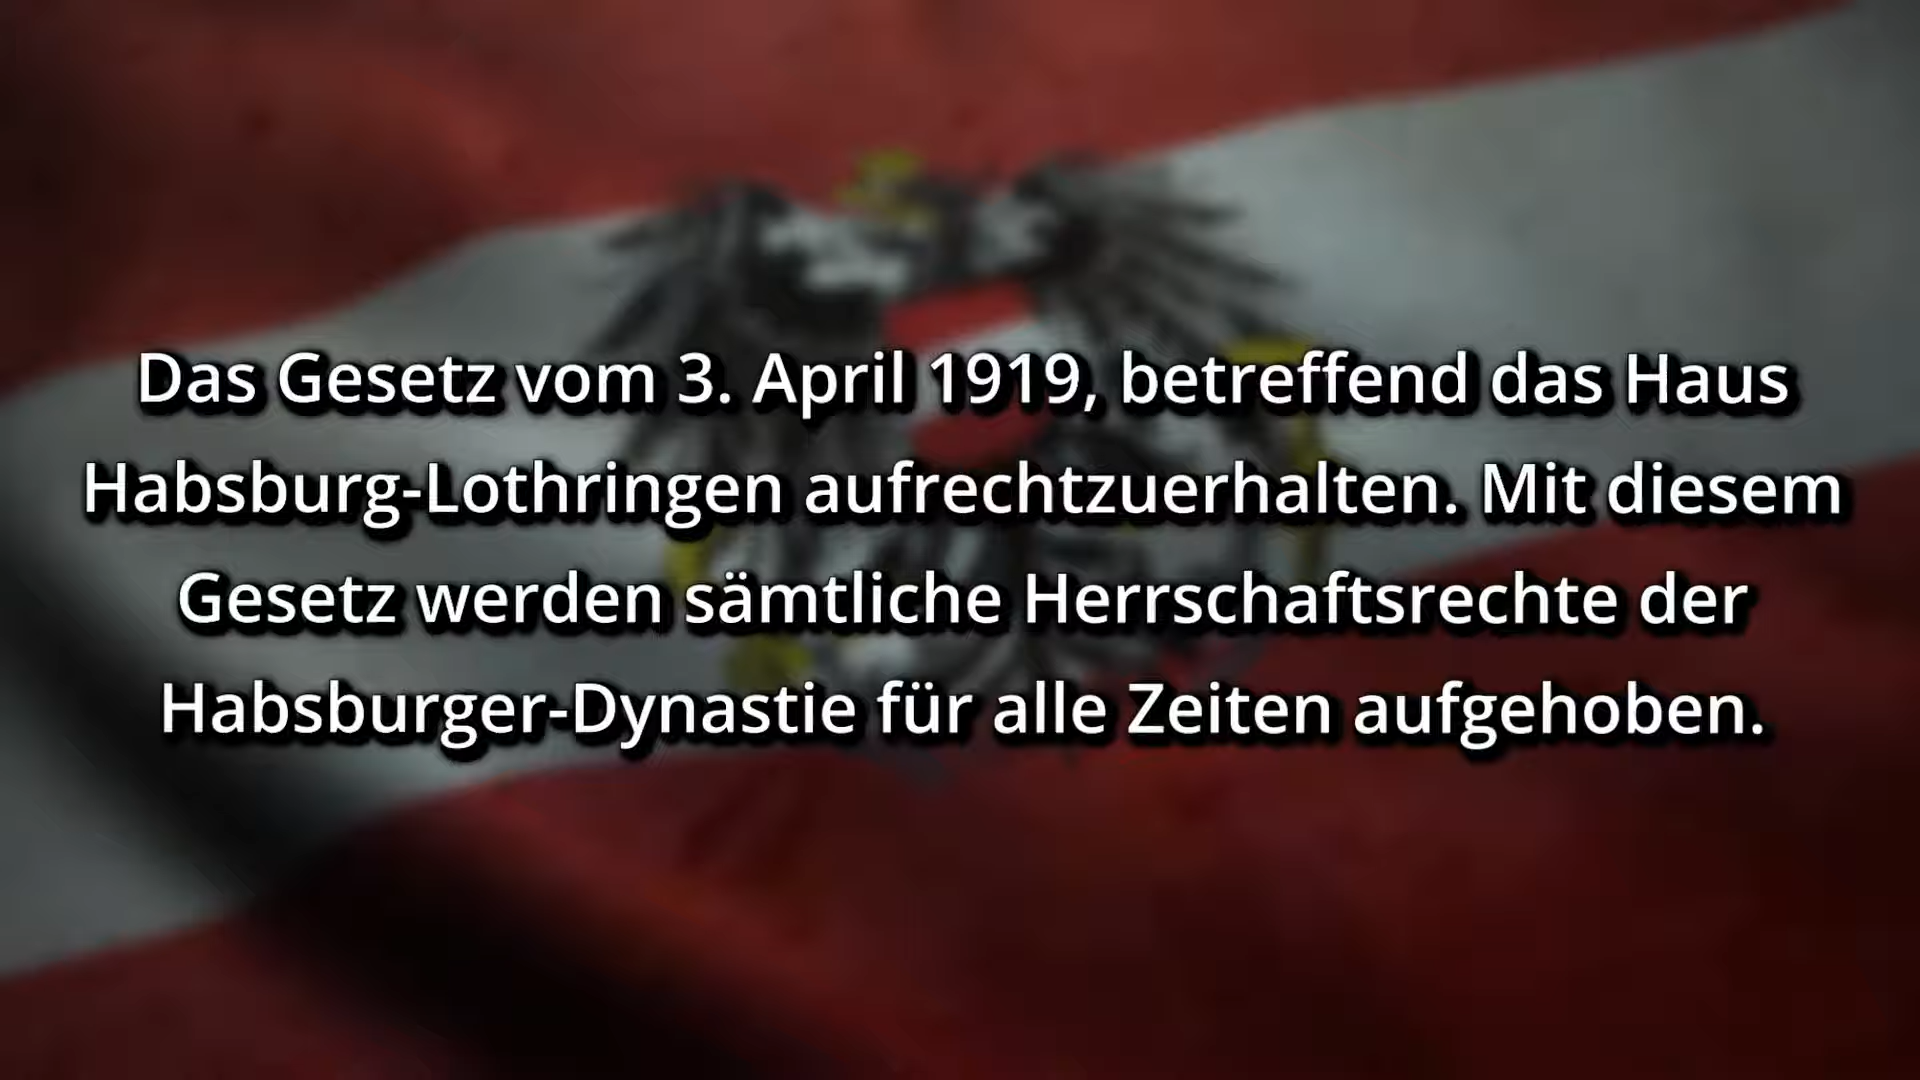 Das Gesetz vom 3. April 1919, betreffend das Haus
Habsburg-Lothringen aufrechtzuerhalten. Mit diesem
Gesetz werden sämtliche Herrschaftsrechte der
Habsburger-Dynastie für alle Zeiten aufgehoben.